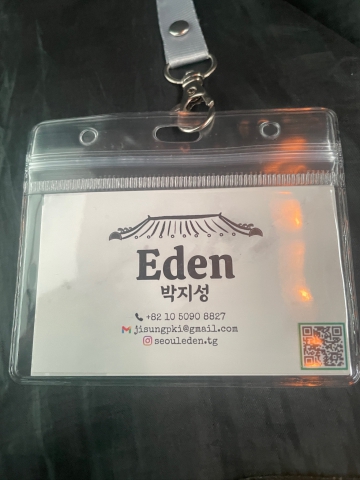 Eden
박지성
+82 10 5090 8827
jisungpki@gmail.com
seouleden.tg